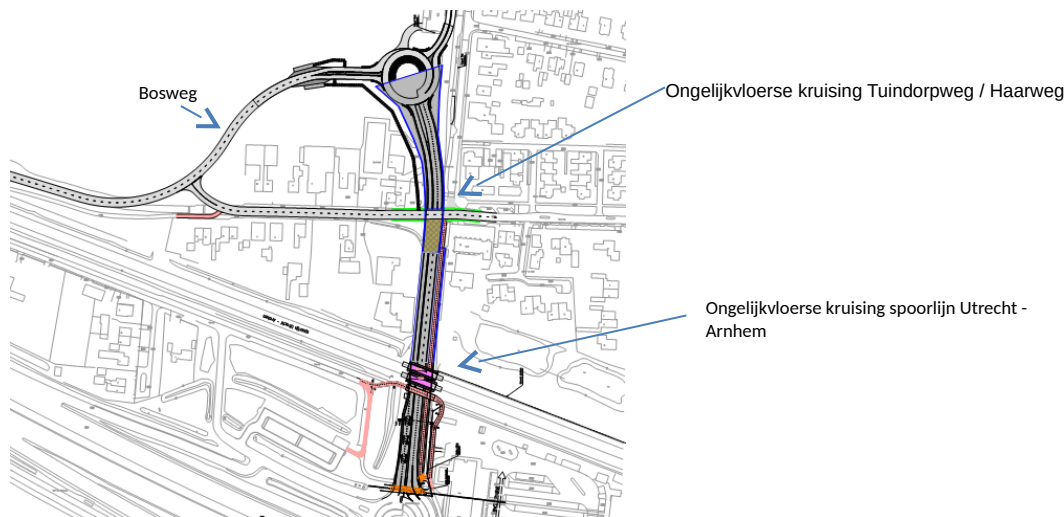 Bosweg
Ongelijkvloerse kruising Tuindorpweg / Haarweg
Ongelijkvloerse kruising spoorlijn Utrecht -
Arnhem